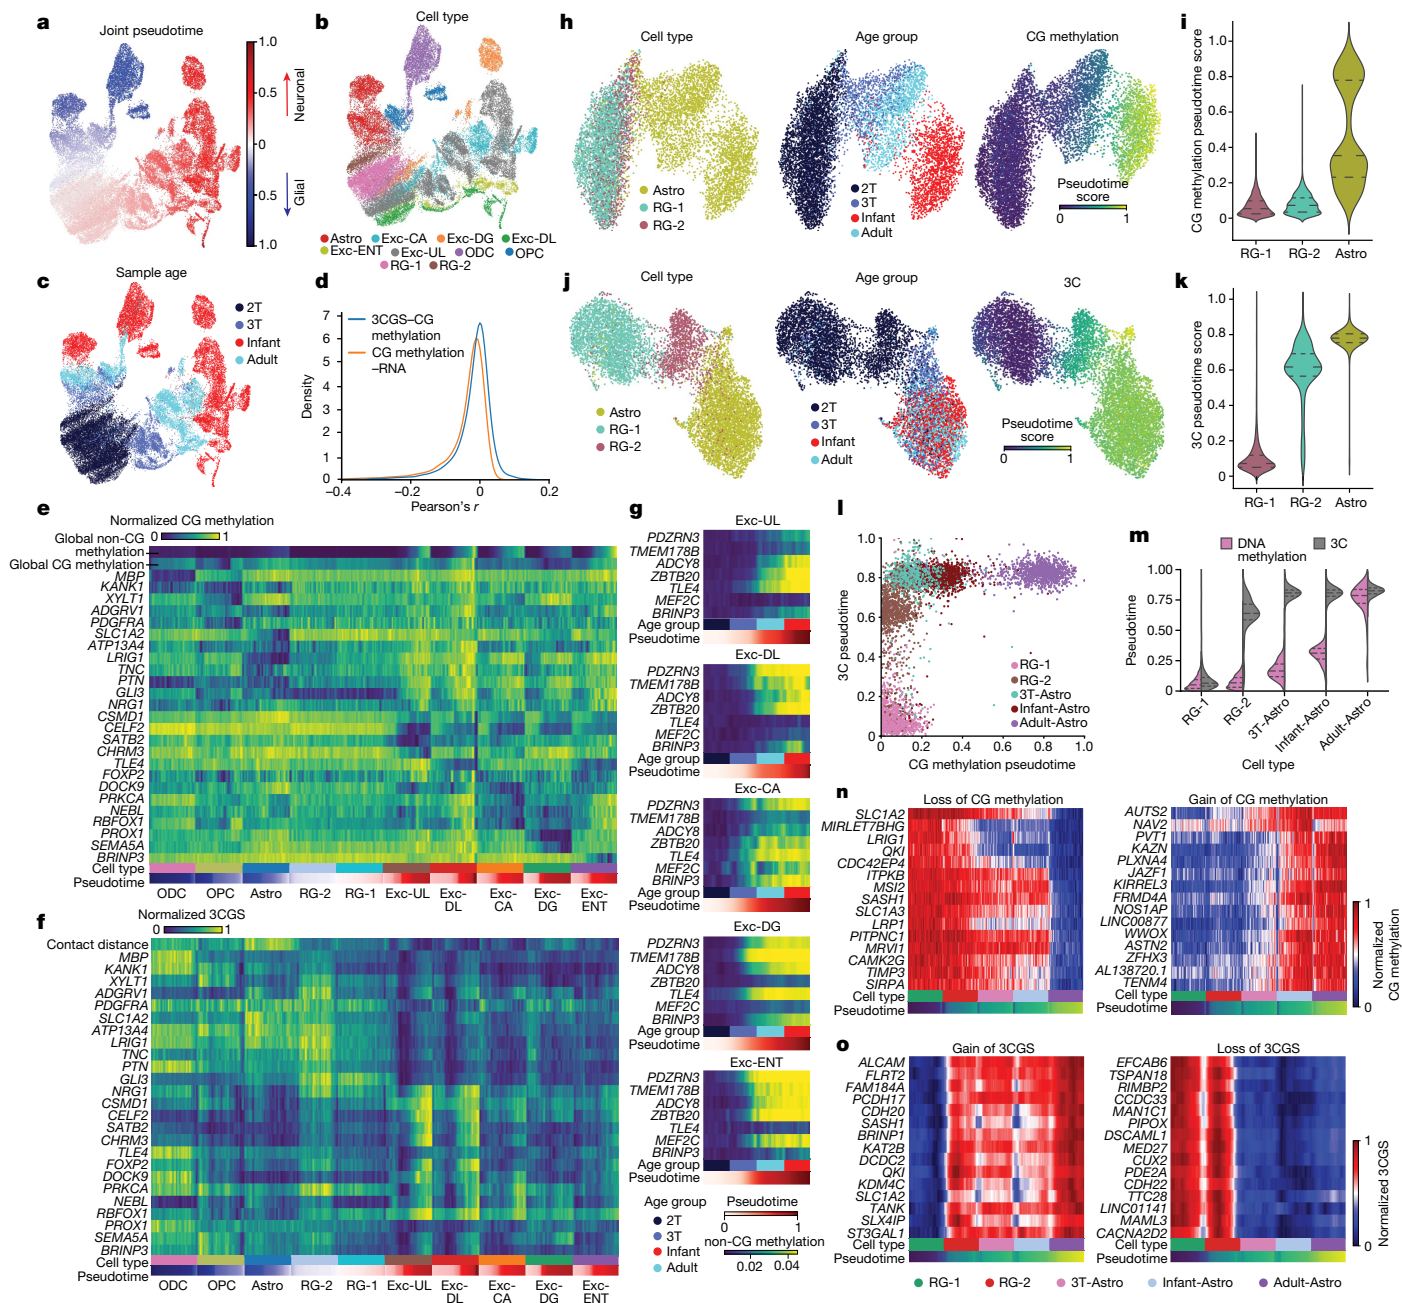 a
Joint pseudotime
1.0
0.5
0
0.5
1.0
Neuronal
Glial
b
Cell type
Astro
Exc-CA
Exc-DG
Exc-DL
Exc-ENT
Exc-UL
ODC
OPC
RG-1
RG-2
c
Sample age
2T
3T
Infant
Adult
d
7
6
5
4
3
2
1
0
Density
3CGS–CG
methylation
CG methylation
–RNA
–0.4
–0.2
0
0.2
Pearson's r
h
Cell type
Astro
RG-1
RG-2
Age group
2T
3T
Infant
Adult
CG methylation
Pseudotime
score
0
1
i
CG methylation pseudotime score
1.0
0.8
0.6
0.4
0.2
0
RG-1
RG-2
Astro
j
Cell type
Astro
RG-1
RG-2
Age group
2T
3T
Infant
Adult
3C
Pseudotime
score
0
1
k
3C pseudotime score
1.0
0.8
0.6
0.4
0.2
0
RG-1
RG-2
Astro
e
Normalized CG methylation
0
1
Global non-CG
methylation
Global CG methylation
MBP
KANK1
XYLT1
ADGRV1
PDGFRA
SLC1A2
ATP13A4
LRIG1
TNC
PTN
GLI3
NRG1
CSMD1
CELF2
SATB2
CHRM3
TLE4
FOXP2
DOCK9
PRKCA
NEBL
RBFOX1
PROX1
SEMA5A
BRINP3
Cell type
Pseudotime
ODC
OPC
Astro
RG-2
RG-1
Exc-UL
Exc-
DL
Exc-
CA
Exc-
DG
Exc-
ENT
f
Normalized 3CGS
0
1
Contact distance
MBP
KANK1
XYLT1
ADGRV1
PDGFRA
SLC1A2
ATP13A4
LRIG1
TNC
PTN
GLI3
NRG1
CSMD1
CELF2
SATB2
CHRM3
TLE4
FOXP2
DOCK9
PRKCA
NEBL
RBFOX1
PROX1
SEMA5A
BRINP3
Cell type
Pseudotime
ODC
OPC
Astro
RG-2
RG-1
Exc-UL
Exc-
DL
Exc-
CA
Exc-
DG
Exc-
ENT
g
Exc-UL
PDZRN3
TMEM178B
ADCY8
ZBTB20
TLE4
MEF2C
BRINP3
Age group
Pseudotime
Exc-DL
PDZRN3
TMEM178B
ADCY8
ZBTB20
TLE4
MEF2C
BRINP3
Age group
Pseudotime
Exc-CA
PDZRN3
TMEM178B
ADCY8
ZBTB20
TLE4
MEF2C
BRINP3
Age group
Pseudotime
Exc-DG
PDZRN3
TMEM178B
ADCY8
ZBTB20
TLE4
MEF2C
BRINP3
Age group
Pseudotime
Exc-ENT
PDZRN3
TMEM178B
ADCY8
ZBTB20
TLE4
MEF2C
BRINP3
Age group
Pseudotime
Age group
2T
3T
Infant
Adult
Pseudotime
0
1
non-CG methylation
0.02
0.04
l
3C pseudotime
1.0
0.8
0.6
0.4
0.2
0
RG-1
RG-2
3T-Astro
Infant-Astro
Adult-Astro
0
0.2
0.4
0.6
0.8
1.0
CG methylation pseudotime
m
DNA
methylation
3C
Pseudotime
1.00
0.75
0.50
0.25
0
RG-1
RG-2
3T-Astro
Infant-Astro
Adult-Astro
Cell type
n
Loss of CG methylation
SLC1A2
MIRLET7BHG
LRIG1
QKI
CDC42EP4
ITPKB
MSI2
SASH1
SLC1A3
LRP1
PITPNC1
MRVI1
CAMK2G
TIMP3
SIRPA
Cell type
Pseudotime
Gain of CG methylation
AUTS2
NAV2
PVT1
KAZN
PLXNA4
JAZF1
KIRREL3
FRMD4A
NOS1AP
LINC00877
WWOX
ASTN2
ZFHX3
AL138720.1
TENM4
Cell type
Pseudotime
1
0
Normalized
CG methylation
o
Gain of 3CGS
ALCAM
FLRT2
FAM184A
PCDH17
CDH20
SASH1
BRINP1
KAT2B
DCDC2
QKI
KDM4C
SLC1A2
TANK
SLX4IP
ST3GAL1
Cell type
Pseudotime
Loss of 3CGS
EFCAB6
TSPAN18
RIMBP2
CCDC33
MAN1C1
PIPOX
DSCAML1
MED27
CUX2
PDE2A
CDH22
TTC28
LINC01141
MAML3
CACNA2D2
Cell type
Pseudotime
1
0
Normalized 3CGS
RG-1
RG-2
3T-Astro
Infant-Astro
Adult-Astro